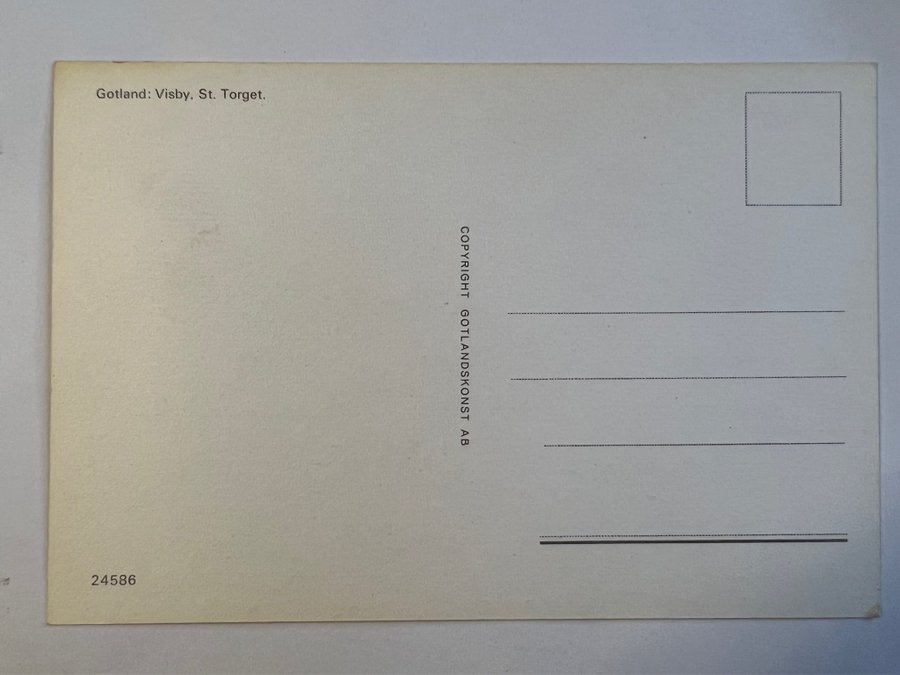 Gotland: Visby. St. Torget.
COPYRIGHT GOTLANDSKONST AB
24586